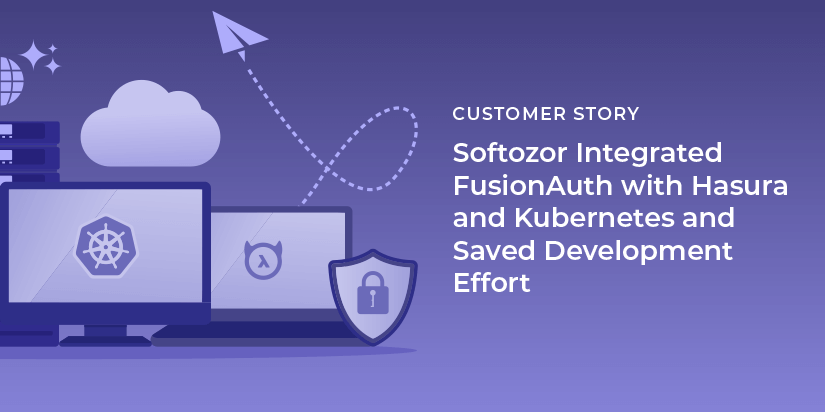 CUSTOMER STORY
Softozor Integrated
FusionAuth with Hasura
and Kubernetes and
Saved Development
Effort